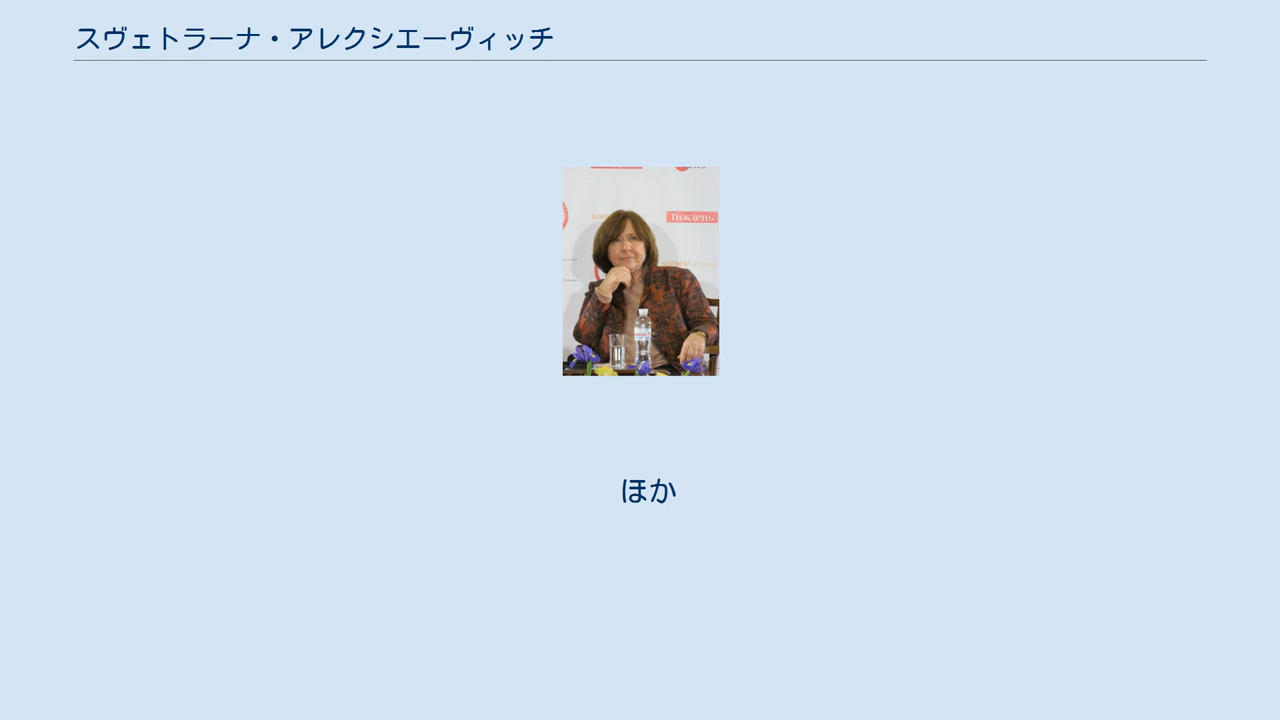 スヴェトラーナ・アレクシエーヴィッチ
Тиждень
ほか